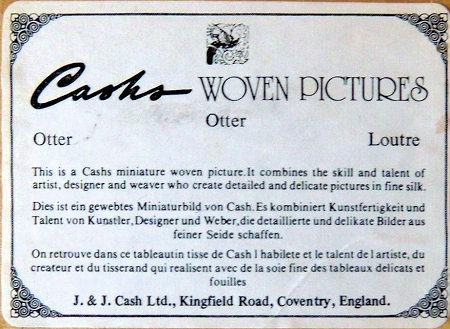 Cashs WOVEN PICTURES
Otter
Otter Loutre
This is a Cashs miniature woven picture.It combines the skill and talent of
artist, designer and weaver who create detailed and delicate pictures in fine silk.
Dies ist ein gewebtes Miniaturbild von Cash.Es kombiniert Kunstfertigkeit und
Talent von Kunstler,Designer und Weber,die detaillierte und delikate Bilder aus
feiner Seide schaffen.
On retrouve dans ce tableautin tisse de Cash l habilete et le talent de l artiste, du
createur et du tisserand qui realisent avec de la soie fine des tableaux delicats et
fouilles
J. & J. Cash Ltd., Kingfield Road, Coventry, England.